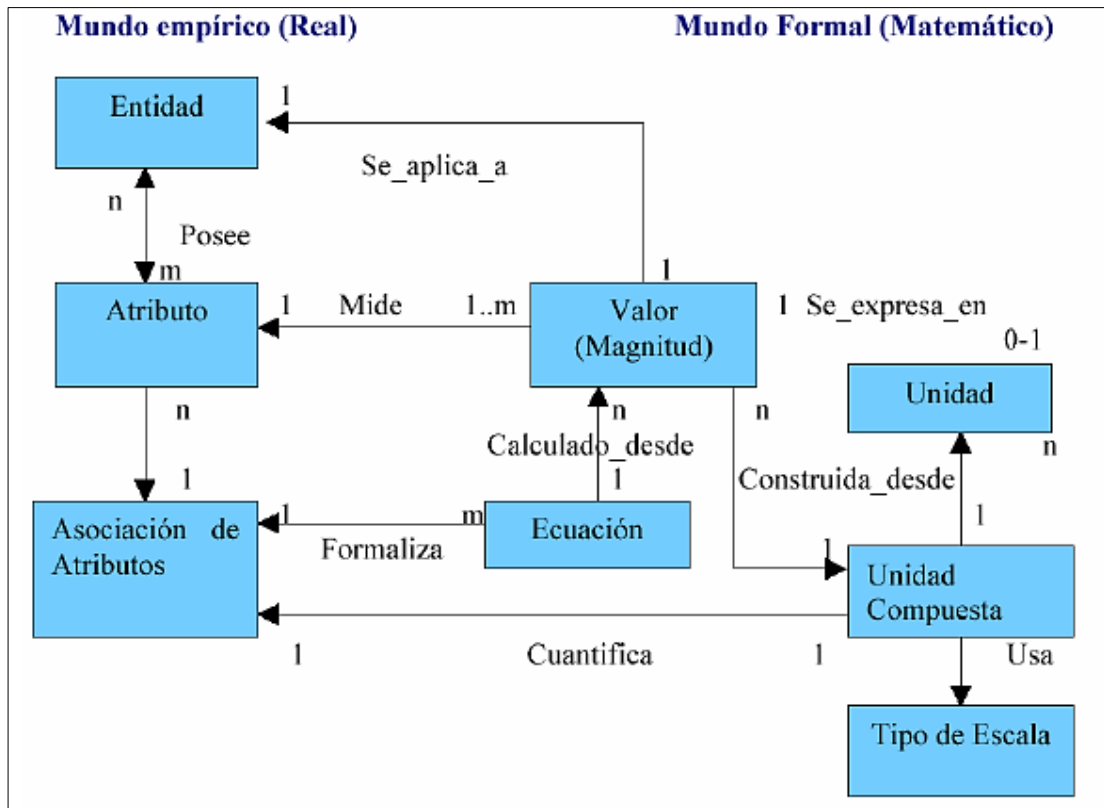 Mundo empírico (Real)
Mundo Formal (Matemático)
Entidad
1
Se_aplica_a
n
Posee
m
Atributo
1
Mide
1..m
1
Valor
(Magnitud)
1
Se_expresa_en
0-1
Unidad
n
n
n
n
Calculado_desde
1
Construida_desde
1
1
Asociación de
Atributos
1
Formaliza
m
Ecuación
1
Unidad
Compuesta
1
Cuantifica
1
Usa
Tipo de Escala